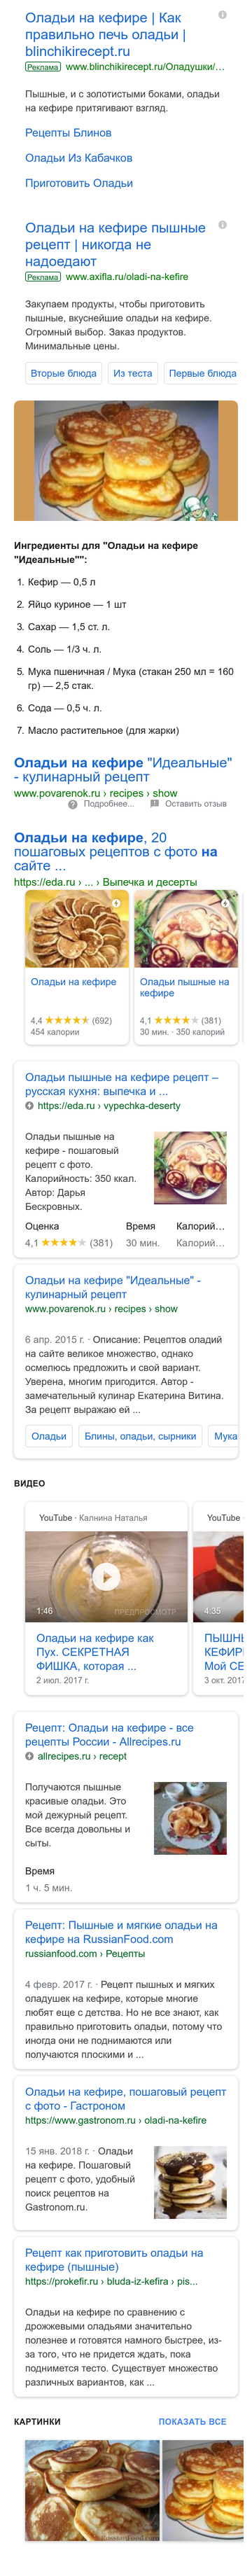 Оладьи на кефире | Как
правильно печь оладьи |
blinchikirecept.ru
Реклама www.blinchikirecept.ru/Оладушки/…
Пышные, и с золотистыми боками, оладьи
на кефире притягивают взгляд.
Рецепты Блинов
Оладьи Из Кабачков
Приготовить Оладьи
Оладьи на кефире пышные
рецепт | никогда не
надоедают
Реклама www.axifla.ru/oladi-na-kefire
Закупаем продукты, чтобы приготовить
пышные, вкуснейшие оладьи на кефире.
Огромный выбор. Заказ продуктов.
Минимальные цены.
Вторые блюда Из теста Первые блюда
Ингредиенты для "Оладьи на кефире
"Идеальные"":
1. Кефир — 0,5 л
2. Яйцо куриное — 1 шт
3. Сахар — 1,5 ст. л.
4. Соль — 1/3 ч. л.
5. Мука пшеничная / Мука (стакан 250 мл = 160
гр) — 2,5 стак.
6. Сода — 0,5 ч. л.
7. Масло растительное (для жарки)
Оладьи на кефире "Идеальные"
- кулинарный рецепт
www.povarenok.ru › recipes › show
Подробнее... Оставить отзыв
Оладьи на кефире, 20
пошаговых рецептов с фото на
сайте ...
https://eda.ru › ... › Выпечка и десерты
Оладьи на кефире
4,4 (692)
454 калории
Оладьи пышные на
кефире
4,1 (381)
30 мин. · 350 калорий
Оладьи пышные на кефире рецепт –
русская кухня: выпечка и ...
https://eda.ru › vypechka-deserty
Оладьи пышные на
кефире - пошаговый
рецепт с фото.
Калорийность: 350 ккал.
Автор: Дарья
Бескровных.
Оценка Время Калорий…
4,1 (381) 30 мин. Калорий…
Оладьи на кефире "Идеальные" -
кулинарный рецепт
www.povarenok.ru › recipes › show
6 апр. 2015 г. · Описание: Рецептов оладий
на сайте великое множество, однако
осмелюсь предложить и свой вариант.
Уверена, многим пригодится. Автор -
замечательный кулинар Екатерина Витина.
За рецепт выражаю ей ...
Оладьи Блины, оладьи, сырники Мука
ВИДЕО
YouTube · Калнина Наталья
1:46 ПРЕДПРОСМОТР
Оладьи на кефире как
Пух. СЕКРЕТНАЯ
ФИШКА, которая ...
2 июл. 2017 г.
YouTube
4:35
ПЫШНЫ
КЕФИР
Мой СЕ
3 окт. 2017
Рецепт: Оладьи на кефире - все
рецепты России - Allrecipes.ru
allrecipes.ru › recept
Получаются пышные
красивые оладьи. Это
мой дежурный рецепт.
Все всегда довольны и
сыты.
Время
1 ч. 5 мин.
Рецепт: Пышные и мягкие оладьи на
кефире на RussianFood.com
russianfood.com › Рецепты
4 февр. 2017 г. · Рецепт пышных и мягких
оладушек на кефире, которые многие
любят еще с детства. Но не все знают, как
правильно приготовить оладьи, потому что
иногда они не поднимаются или
получаются плоскими и ...
Оладьи на кефире, пошаговый рецепт
с фото - Гастроном
https://www.gastronom.ru › oladi-na-kefire
15 янв. 2018 г. · Оладьи
на кефире. Пошаговый
рецепт с фото, удобный
поиск рецептов на
Gastronom.ru.
Рецепт как приготовить оладьи на
кефире (пышные)
https://prokefir.ru › bluda-iz-kefira › pis...
Оладьи на кефире по сравнению с
дрожжевыми оладьями значительно
полезнее и готовятся намного быстрее, из-
за того, что не придется ждать, пока
поднимется тесто. Существует множество
различных вариантов, как ...
КАРТИНКИ ПОКАЗАТЬ ВСЕ